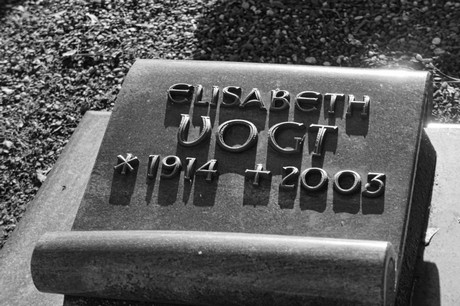 ELISABETH
VOGT
* 1914 † 2003